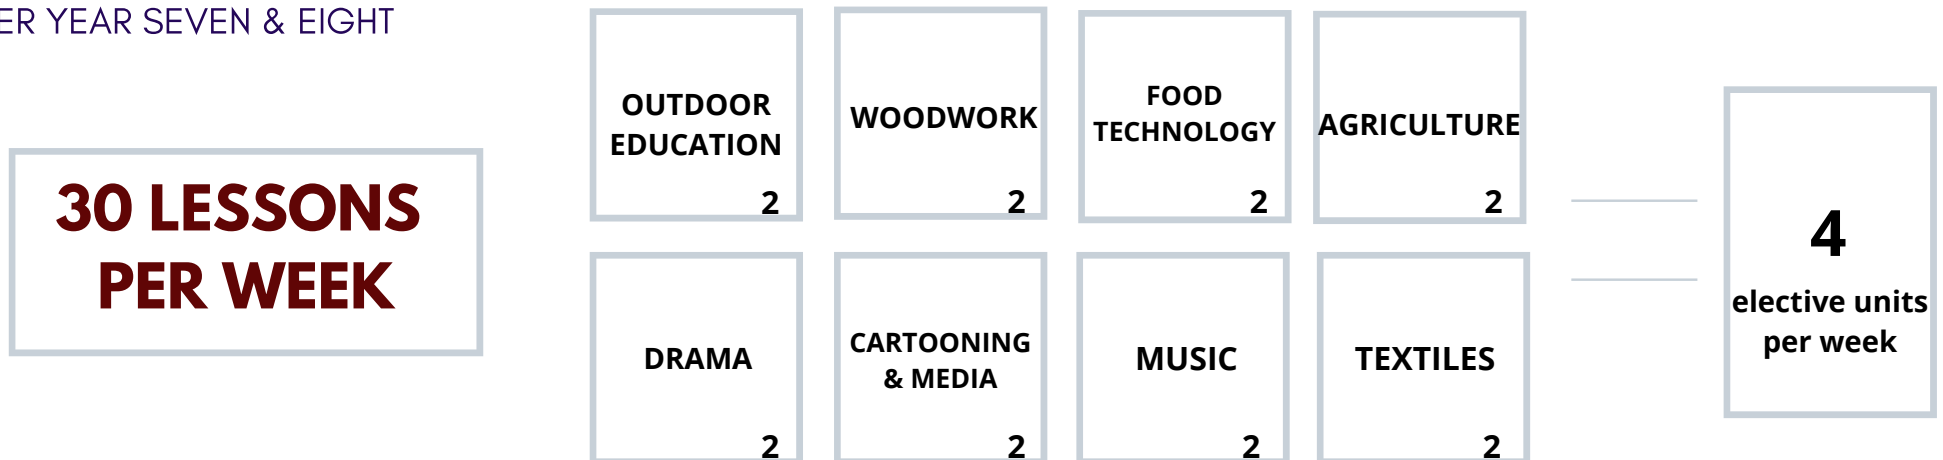 ER YEAR SEVEN & EIGHT
30 LESSONS
PER WEEK
OUTDOOR
EDUCATION
2
WOODWORK
2
FOOD
TECHNOLOGY
2
AGRICULTURE
2
DRAMA
2
CARTOONING
& MEDIA
2
MUSIC
2
TEXTILES
2
4
elective units
per week